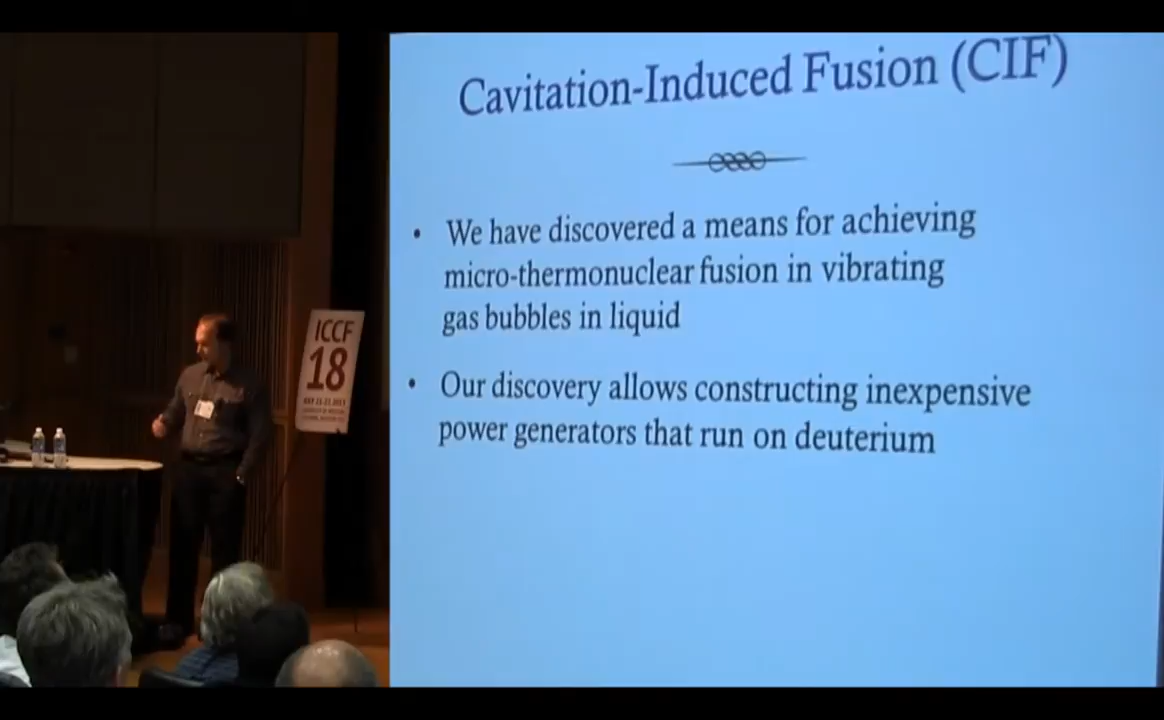 Cavitation-Induced Fusion (CIF)
• We have discovered a means for achieving
micro-thermonuclear fusion in vibrating
gas bubbles in liquid
• Our discovery allows constructing inexpensive
power generators that run on deuterium
ICCF
18